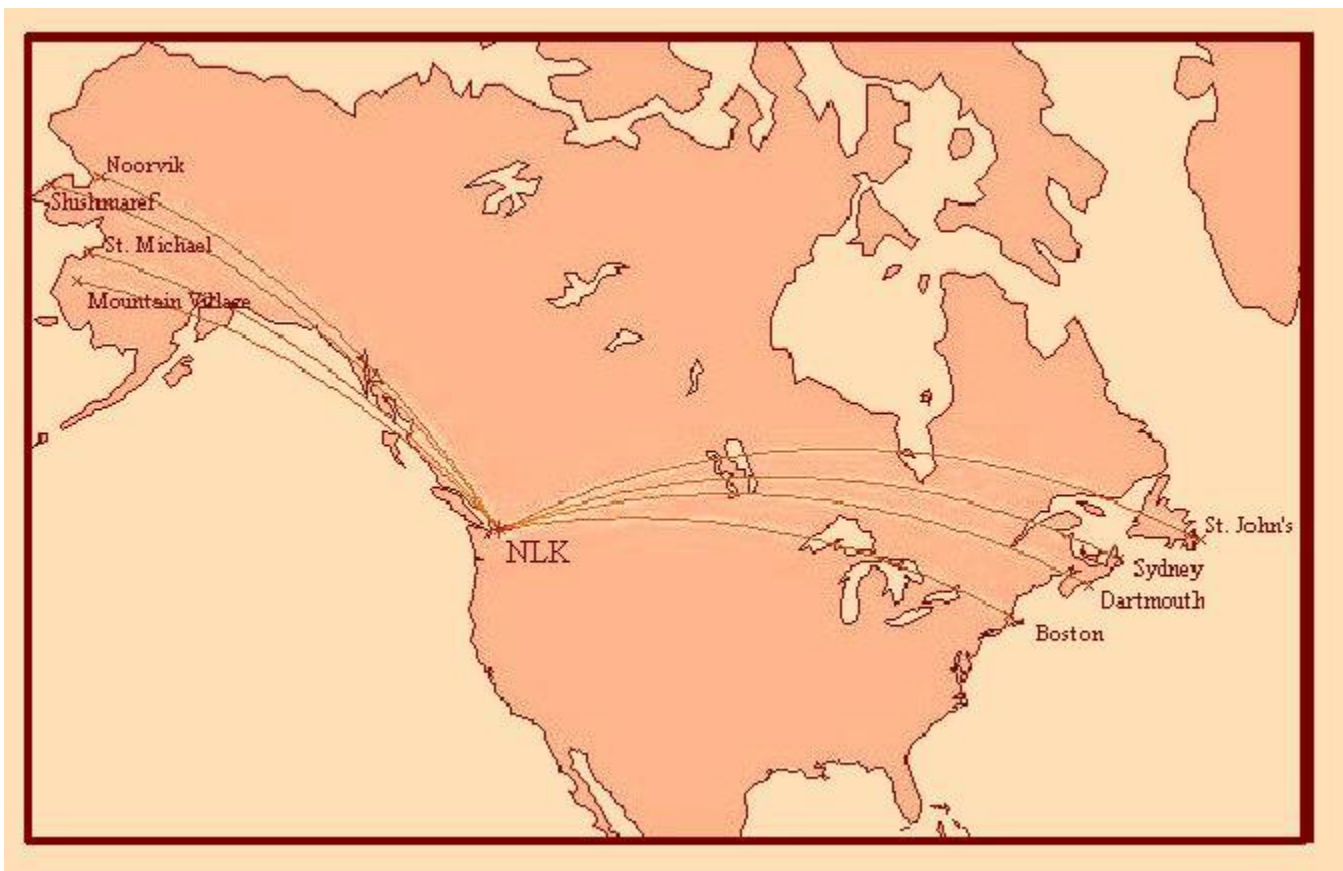 Noorvik
Shishmaref
St. Michael
Mountain Village
NLK
St. John's
Sydney
Dartmouth
Boston